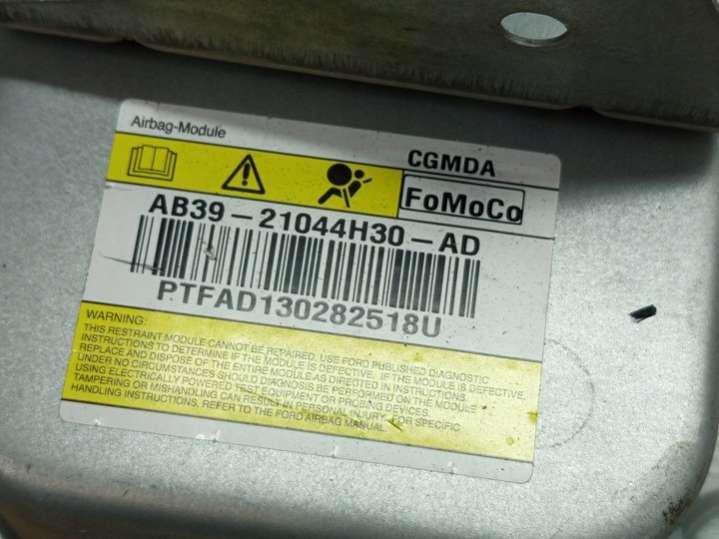 Airbag-Module
CGMDA
FoMoCo
AB39-21044H30-AD
PTFAD130282518U
WARNING:
THIS RESTRAINT MODULE CANNOT BE REPAIRED. USE FORD PUBLISHED DIAGNOSTIC
INSTRUCTIONS TO DETERMINE IF THE MODULE IS DEFECTIVE. IF THE MODULE IS DEFECTIVE,
REPLACE AND DISPOSE OF THE ENTIRE MODULE AS DIRECTED IN INSTRUCTIONS.
UNDER NO CIRCUMSTANCES SHOULD DIAGNOSIS BE PERFORMED ON THE MODULE
USING ELECTRICALLY POWERED TEST EQUIPMENT OR PROBING DEVICES.
TAMPERING OR MISHANDLING CAN RESULT IN PERSONAL INJURY. FOR SPECIFIC
HANDLING INSTRUCTIONS, REFER TO THE FORD AIRBAG MANUAL.